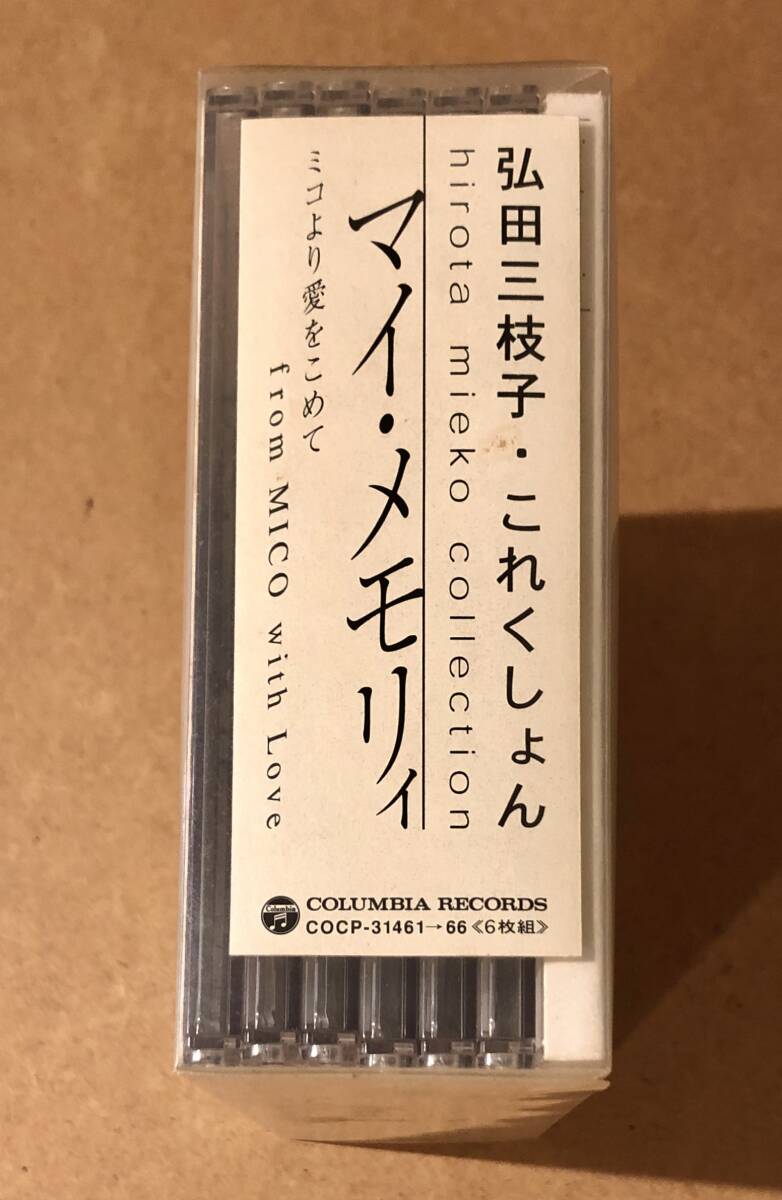 弘田三枝子・これくしょん
hirota mieko collection
マイ・メモリィ
ミコより愛をこめて
from MICO with Love
Columbia
COLUMBIA RECORDS
COCP-31461→66《6枚組》